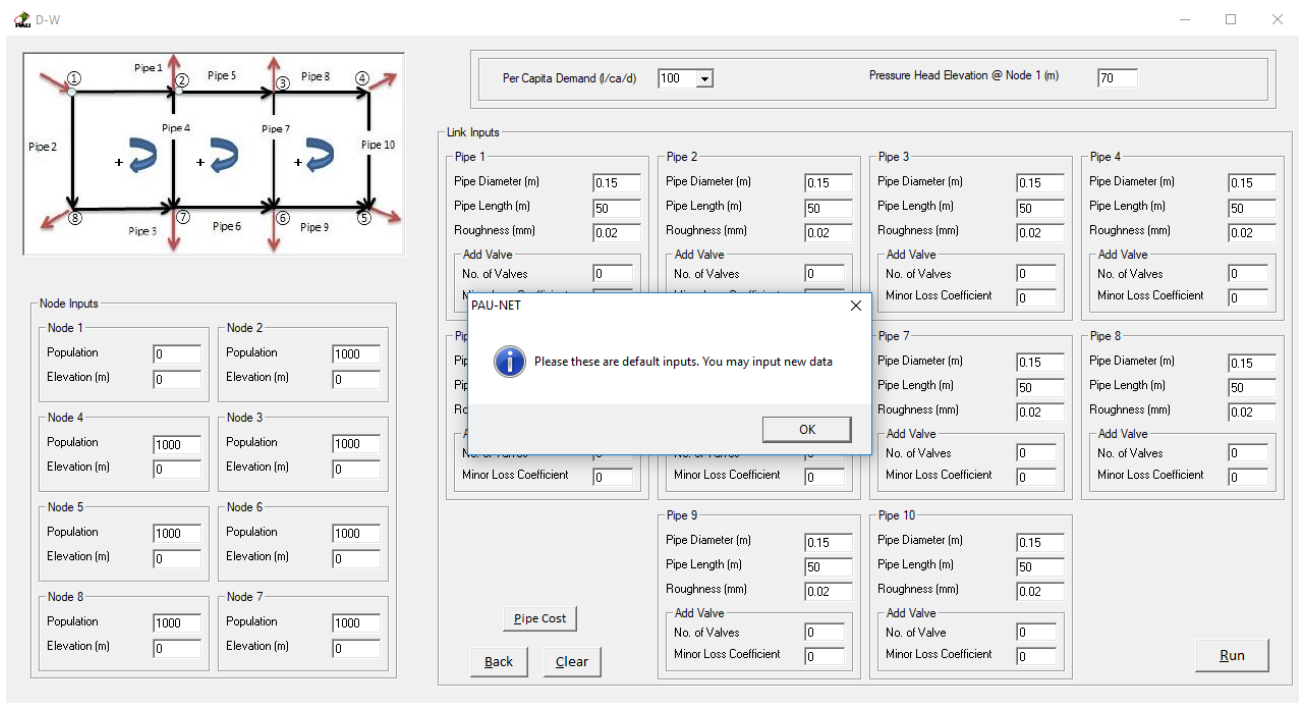 D-W
Pipe 1
Pipe 5
Pipe 8
1
2
3
4
Pipe 2
Pipe 4
Pipe 7
Pipe 10
+
+
+
8
7
6
5
Pipe 3
Pipe 6
Pipe 9
Per Capita Demand (l/ca/d) 100
Pressure Head Elevation @ Node 1 (m) 70
Node Inputs
Node 1
Population 0
Elevation (m) 0
Node 2
Population 1000
Elevation (m) 0
Node 4
Population 1000
Elevation (m) 0
Node 3
Population 1000
Elevation (m) 0
Node 5
Population 1000
Elevation (m) 0
Node 6
Population 1000
Elevation (m) 0
Node 8
Population 1000
Elevation (m) 0
Node 7
Population 1000
Elevation (m) 0
Link Inputs
Pipe 1
Pipe Diameter (m) 0.15
Pipe Length (m) 50
Roughness (mm) 0.02
Add Valve
No. of Valves 0
Pipe 2
Pipe Diameter (m) 0.15
Pipe Length (m) 50
Roughness (mm) 0.02
Add Valve
No. of Valves 0
Pipe 3
Pipe Diameter (m) 0.15
Pipe Length (m) 50
Roughness (mm) 0.02
Add Valve
No. of Valves 0
Minor Loss Coefficient 0
Pipe 4
Pipe Diameter (m) 0.15
Pipe Length (m) 50
Roughness (mm) 0.02
Add Valve
No. of Valves 0
Minor Loss Coefficient 0
PAU-NET
Please these are default inputs. You may input new data
OK
Minor Loss Coefficient 0
Minor Loss Coefficient 0
Pipe 7
Pipe Diameter (m) 0.15
Pipe Length (m) 50
Roughness (mm) 0.02
Add Valve
No. of Valves 0
Minor Loss Coefficient 0
Pipe 8
Pipe Diameter (m) 0.15
Pipe Length (m) 50
Roughness (mm) 0.02
Add Valve
No. of Valves 0
Minor Loss Coefficient 0
Pipe 9
Pipe Diameter (m) 0.15
Pipe Length (m) 50
Roughness (mm) 0.02
Add Valve
No. of Valves 0
Minor Loss Coefficient 0
Pipe 10
Pipe Diameter (m) 0.15
Pipe Length (m) 50
Roughness (mm) 0.02
Add Valve
No. of Valve 0
Minor Loss Coefficient 0
Pipe Cost
Back
Clear
Run